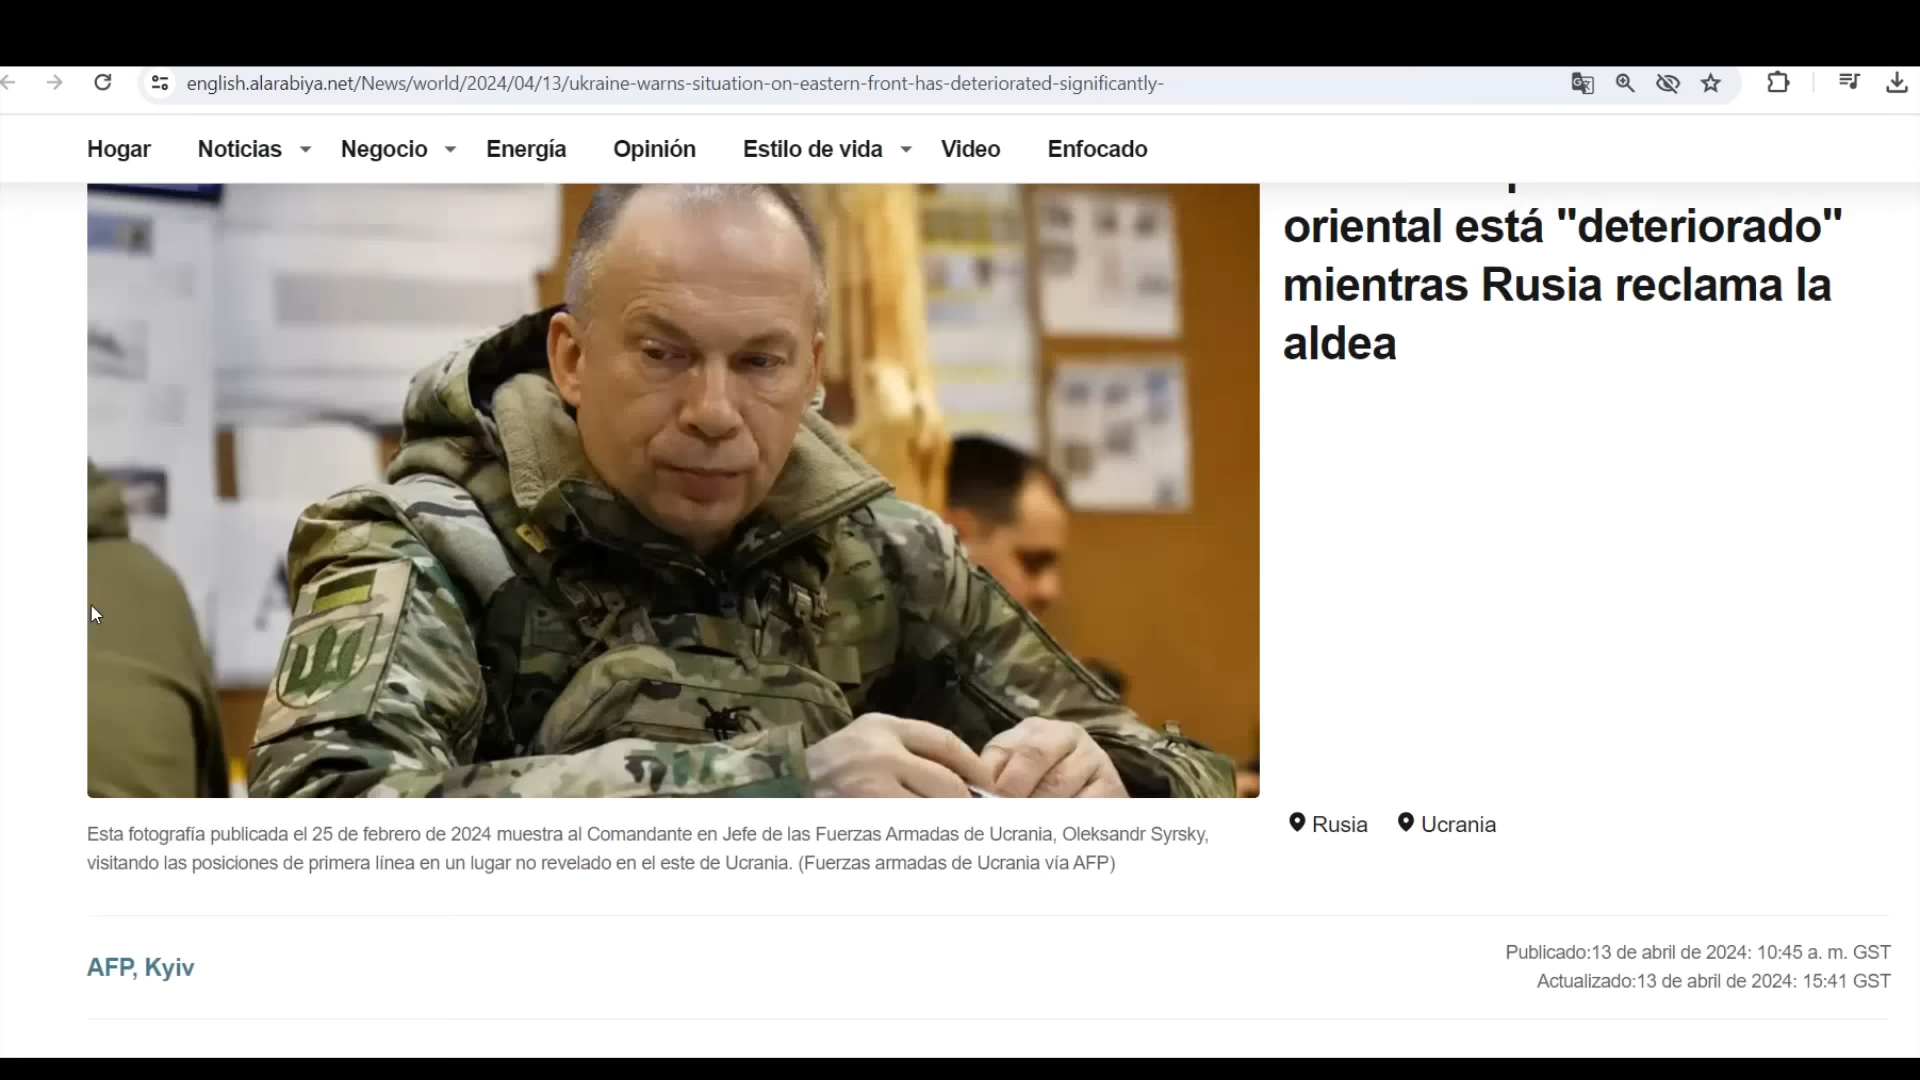 english.alarabiya.net/News/world/2024/04/13/ukraine-warns-situation-on-eastern-front-has-deteriorated-significantly-
Hogar Noticias Negocio Energía Opinión Estilo de vida Video Enfocado
oriental está "deteriorado"
mientras Rusia reclama la
aldea
Rusia Ucrania
Esta fotografía publicada el 25 de febrero de 2024 muestra al Comandante en Jefe de las Fuerzas Armadas de Ucrania, Oleksandr Syrsky,
visitando las posiciones de primera línea en un lugar no revelado en el este de Ucrania. (Fuerzas armadas de Ucrania vía AFP)
AFP, Kyiv
Publicado:13 de abril de 2024: 10:45 a. m. GST
Actualizado:13 de abril de 2024: 15:41 GST